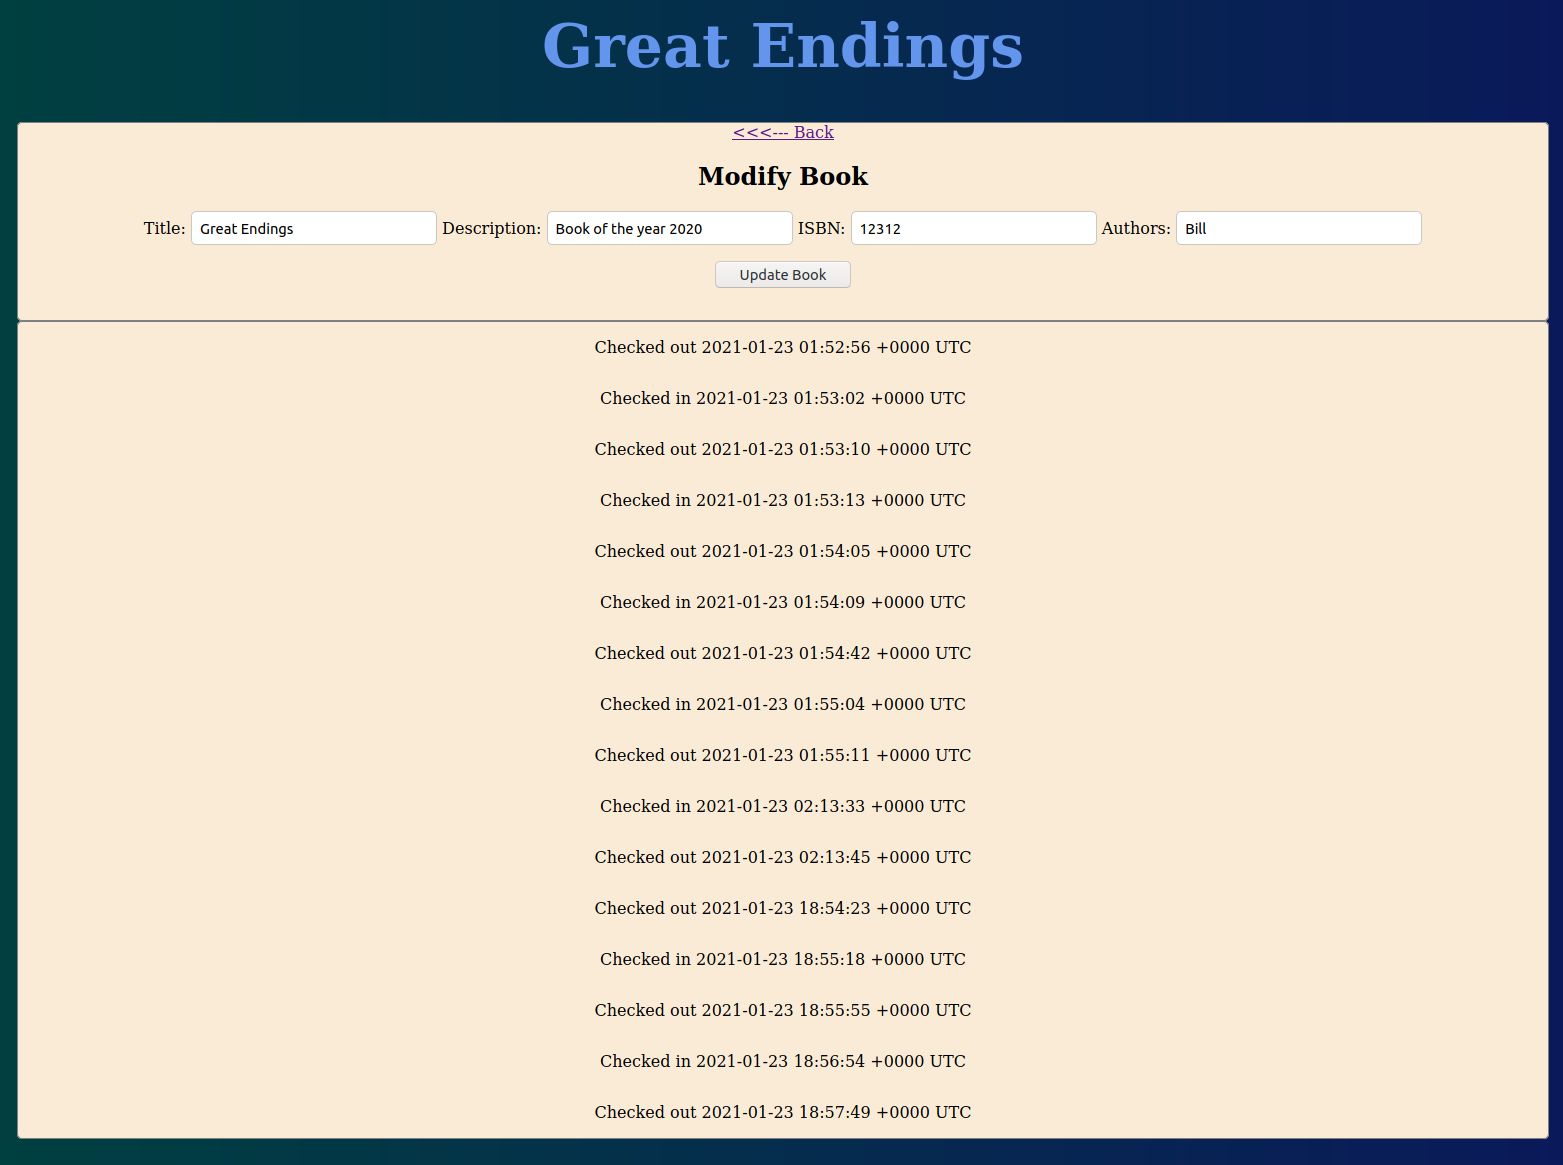 Great Endings
<<<--- Back
Modify Book
Title: Great Endings Description: Book of the year 2020 ISBN: 12312 Authors: Bill
Update Book
Checked out 2021-01-23 01:52:56 +0000 UTC
Checked in 2021-01-23 01:53:02 +0000 UTC
Checked out 2021-01-23 01:53:10 +0000 UTC
Checked in 2021-01-23 01:53:13 +0000 UTC
Checked out 2021-01-23 01:54:05 +0000 UTC
Checked in 2021-01-23 01:54:09 +0000 UTC
Checked out 2021-01-23 01:54:42 +0000 UTC
Checked in 2021-01-23 01:55:04 +0000 UTC
Checked out 2021-01-23 01:55:11 +0000 UTC
Checked in 2021-01-23 02:13:33 +0000 UTC
Checked out 2021-01-23 02:13:45 +0000 UTC
Checked out 2021-01-23 18:54:23 +0000 UTC
Checked in 2021-01-23 18:55:18 +0000 UTC
Checked out 2021-01-23 18:55:55 +0000 UTC
Checked in 2021-01-23 18:56:54 +0000 UTC
Checked out 2021-01-23 18:57:49 +0000 UTC